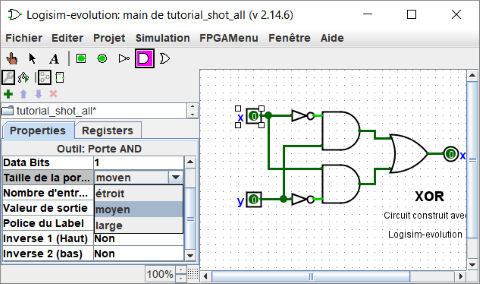 Logisim-evolution: main de tutorial_shot_all (v 2.14.6)
Fichier Editer Projet Simulation FPGAMenu Fenêtre Aide
A
tutorial_shot_all*
Properties Registers
Outil: Porte AND
Data Bits 1
Taille de la por... moyen
Nombre d'entr... étroit
Valeur de sortie moyen
Police du Label large
Inverse 1 (Haut) Non
Inverse 2 (bas) Non
100%
x
0
0
x
y
0
XOR
Circuit construit avec
Logisim-evolution